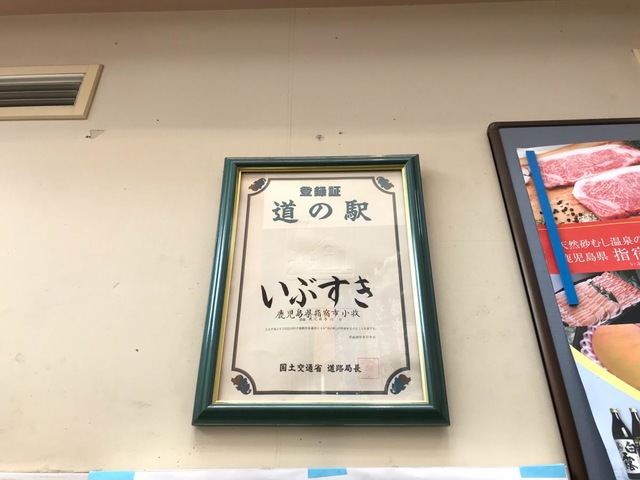 登録証
道の駅
いぶすき
鹿児島県指宿市小牧
国土交通省 道路局長
天然砂むし温泉の
鹿児島県 指宿
白露